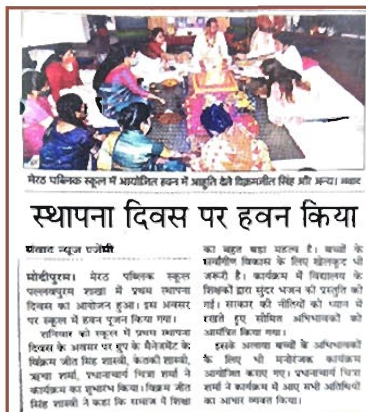 मेरठ पब्लिक स्कूल में आयोजित हवन में आहूति देते विक्रमजीत सिंह और अन्य। संवाद
स्थापना दिवस पर हवन किया
संवाद न्यूज एजेंसी
मोदीपुरम। मेरठ पब्लिक स्कूल
पल्लवपुरम शाखा में प्रथम स्थापना
दिवस का आयोजन हुआ। इस अवसर
पर स्कूल में हवन पूजन किया गया।
शनिवार को स्कूल में प्रथम स्थापना
दिवस के अवसर पर ग्रुप के मैनेजमेंट के
विक्रम जीत सिंह शास्त्री, केतकी शास्त्री,
ऋचा शर्मा, प्रधानाचार्य चित्रा शर्मा ने
कार्यक्रम का शुभारंभ किया। विक्रम जीत
सिंह शास्त्री ने कहा कि समाज में शिक्षा
का बहुत बड़ा महत्व है। बच्चों के
सर्वांगीण विकास के लिए खेलकूद भी
जरूरी है। कार्यक्रम में विद्यालय के
शिक्षकों द्वारा सुंदर भजन की प्रस्तुति की
गई। सरकार की नीतियों को ध्यान में
रखते हुए सीमित अभिभावकों को
आमंत्रित किया गया।
इसके अलावा बच्चों के अभिभावकों
के लिए भी मनोरंजक कार्यक्रम
आयोजित कराए गए। प्रधानाचार्य चित्रा
शर्मा ने कार्यक्रम में आए सभी अतिथियों
का आभार व्यक्त किया।